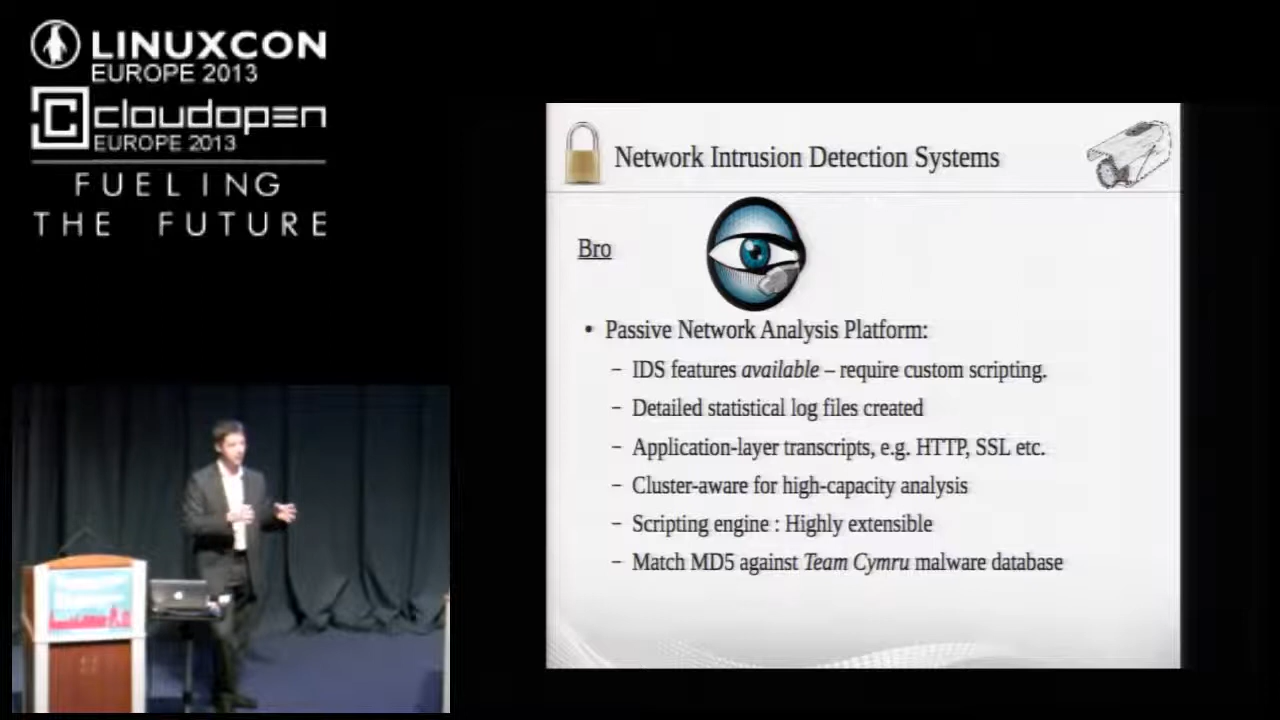 LINUXCON
EUROPE 2013
cloudopen
EUROPE 2013
FUELING
THE FUTURE
Network Intrusion Detection Systems
Bro
• Passive Network Analysis Platform:
– IDS features available – require custom scripting.
– Detailed statistical log files created
– Application-layer transcripts, e.g. HTTP, SSL etc.
– Cluster-aware for high-capacity analysis
– Scripting engine : Highly extensible
– Match MD5 against Team Cymru malware database